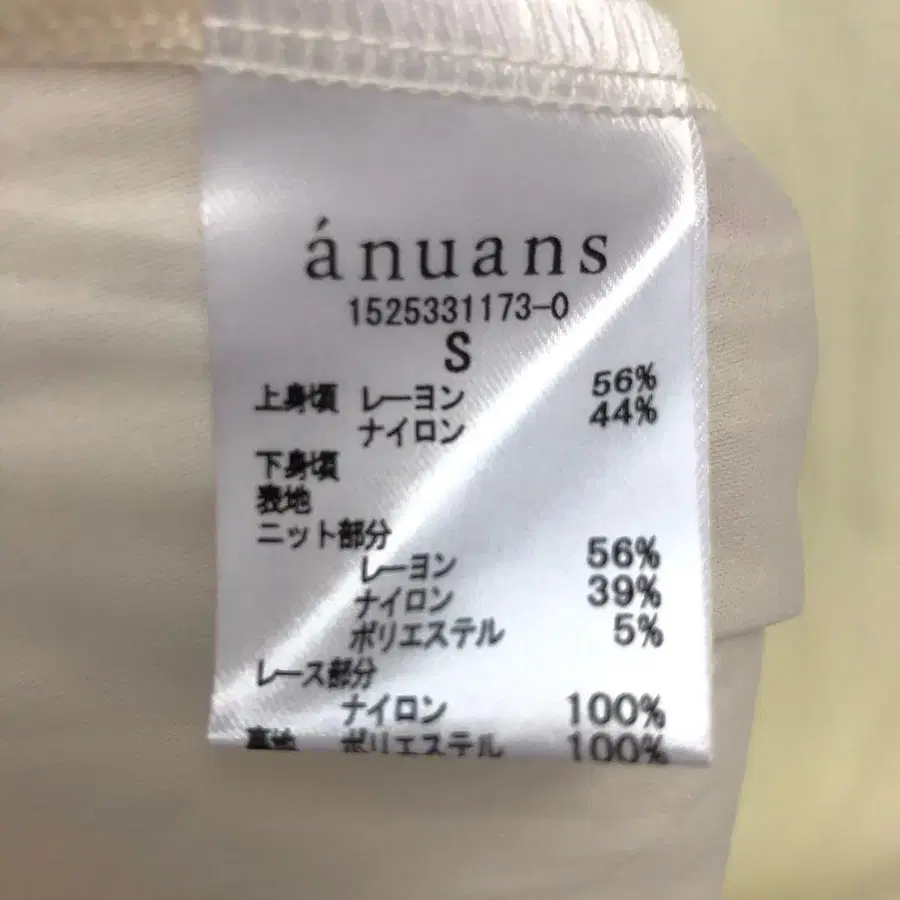 ánuans
1525331173-0
S
上身頃 レーヨン 56%
ナイロン 44%
下身頃
表地
ニット部分
レーヨン 56%
ナイロン 39%
ポリエステル 5%
レース部分
ナイロン 100%
裏地 ポリエステル 100%